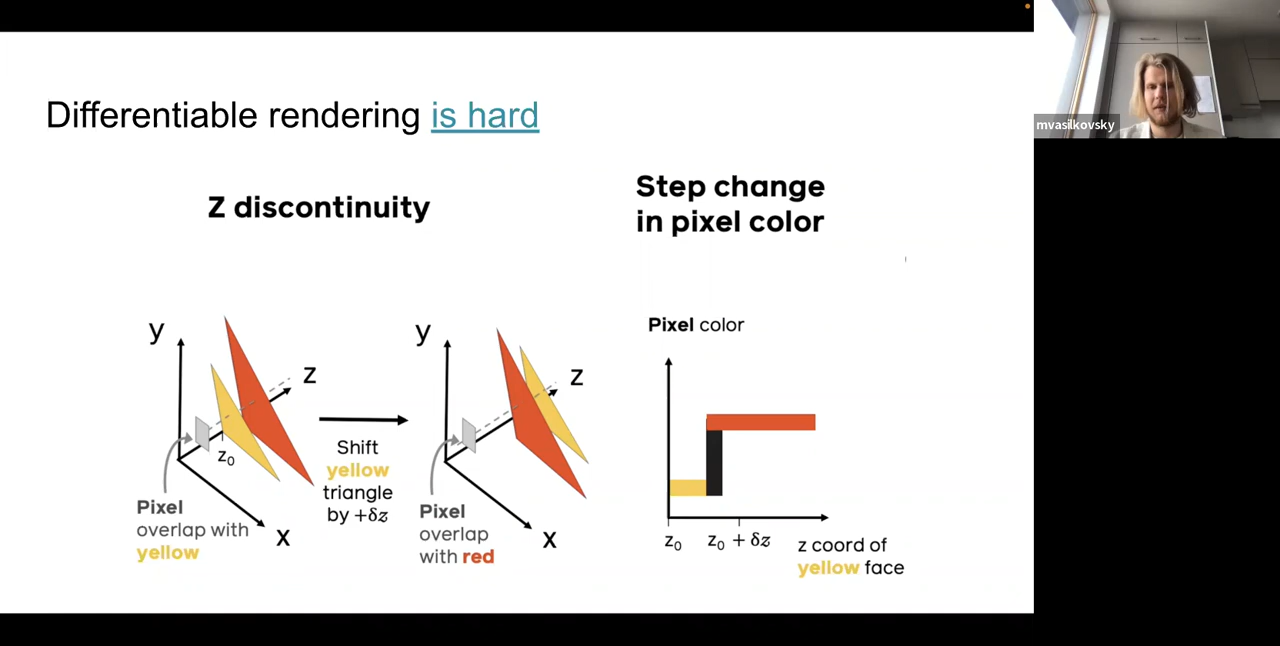 Differentiable rendering is hard
Z discontinuity
Step change
in pixel color
y
z
z₀
x
Pixel
overlap with
yellow
Shift
yellow
triangle
by +δz
y
z
x
Pixel
overlap
with red
Pixel color
z₀
z₀ + δz
z coord of
yellow face
mvasilkovsky